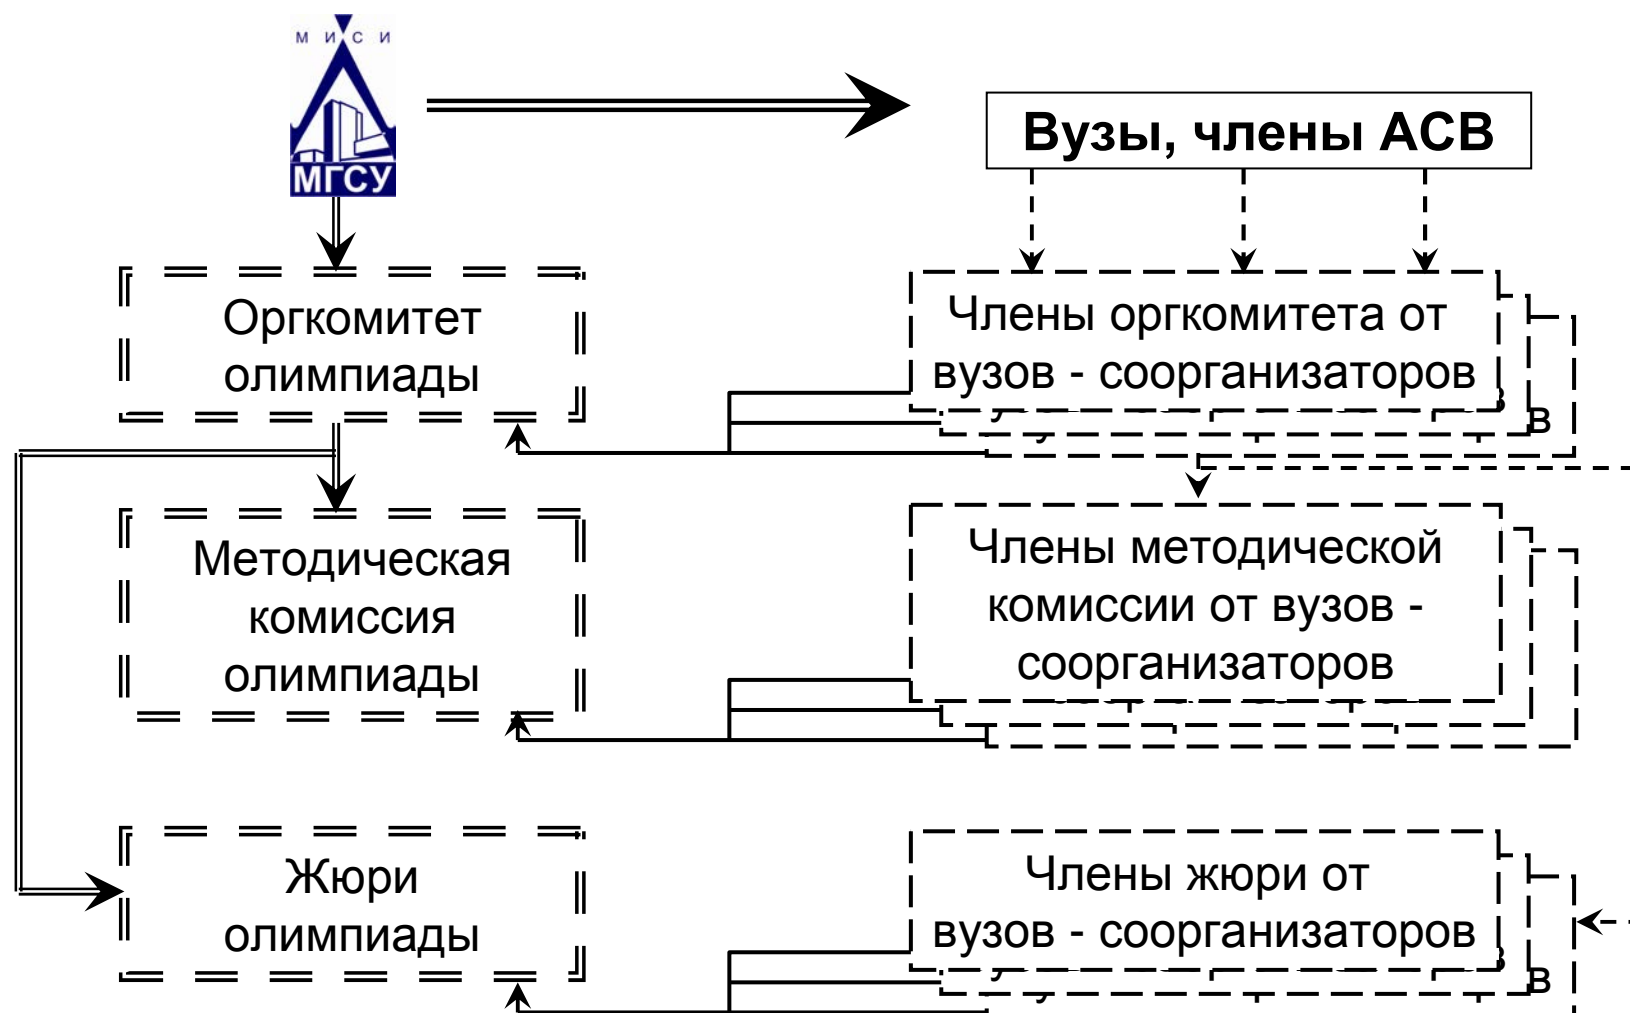 МИСИ
МГСУ
Вузы, члены АСВ
Оргкомитет
олимпиады
Члены оргкомитета от
вузов - соорганизаторов
Методическая
комиссия
олимпиады
Члены методической
комиссии от вузов -
соорганизаторов
Жюри
олимпиады
Члены жюри от
вузов - соорганизаторов